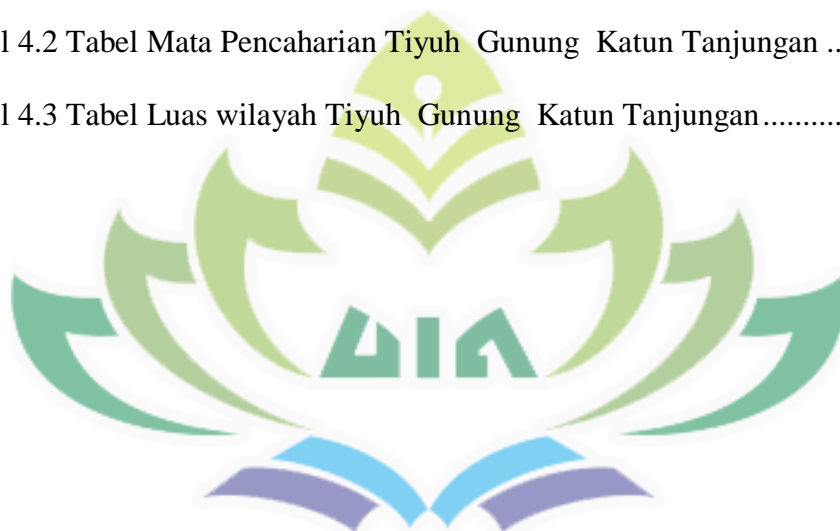 l 4.2 Tabel Mata Pencaharian Tiyuh Gunung Katun Tanjungan ..
l 4.3 Tabel Luas wilayah Tiyuh Gunung Katun Tanjungan ..........
UIN